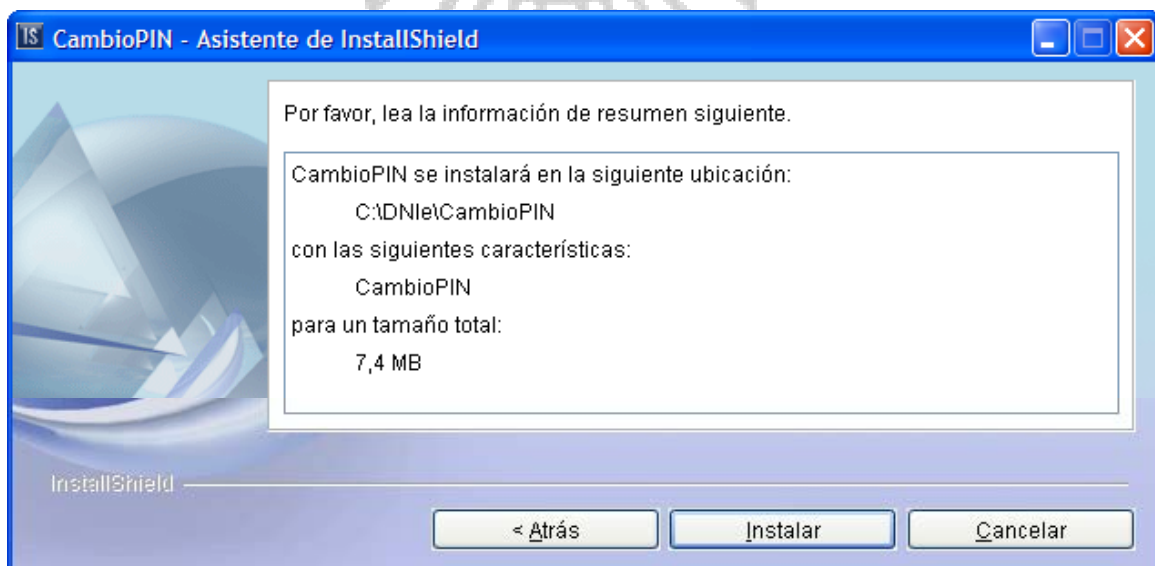 IS CambioPIN - Asistente de InstallShield
Por favor, lea la información de resumen siguiente.
CambioPIN se instalará en la siguiente ubicación:
C:\DNIe\CambioPIN
con las siguientes características:
CambioPIN
para un tamaño total:
7,4 MB
InstallShield
< Atrás Instalar Cancelar